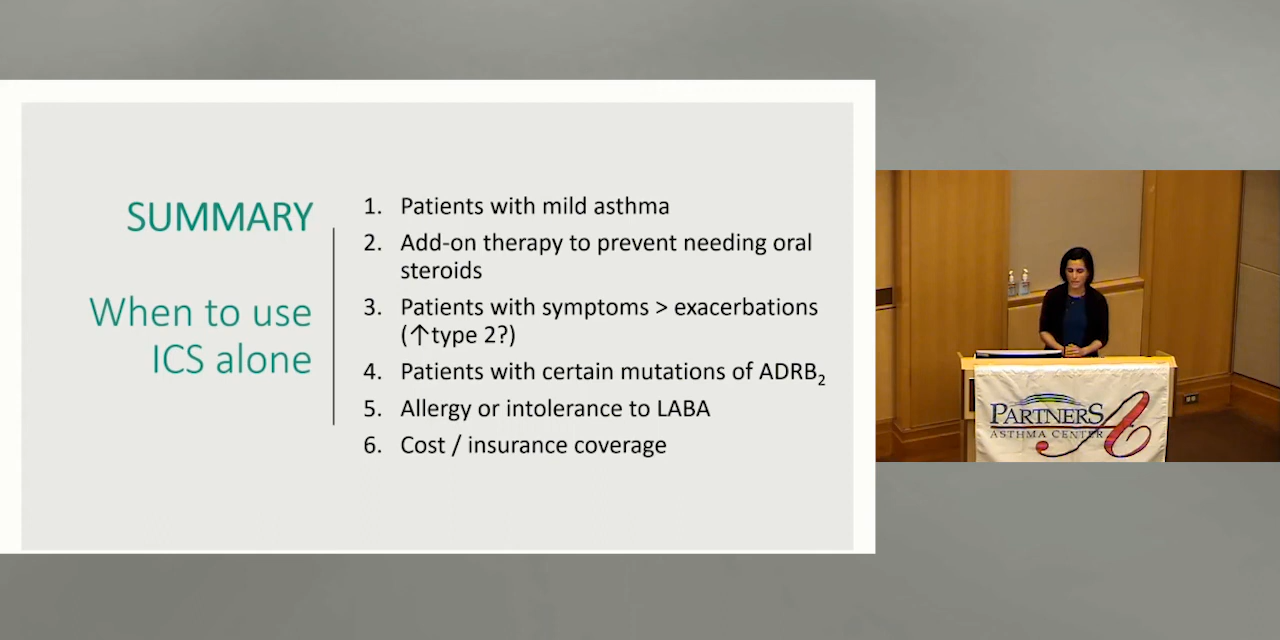 SUMMARY
When to use
ICS alone
1. Patients with mild asthma
2. Add-on therapy to prevent needing oral
steroids
3. Patients with symptoms > exacerbations
(↑type 2?)
4. Patients with certain mutations of ADRB₂
5. Allergy or intolerance to LABA
6. Cost / insurance coverage
PARTNERS
ASTHMA CENTER